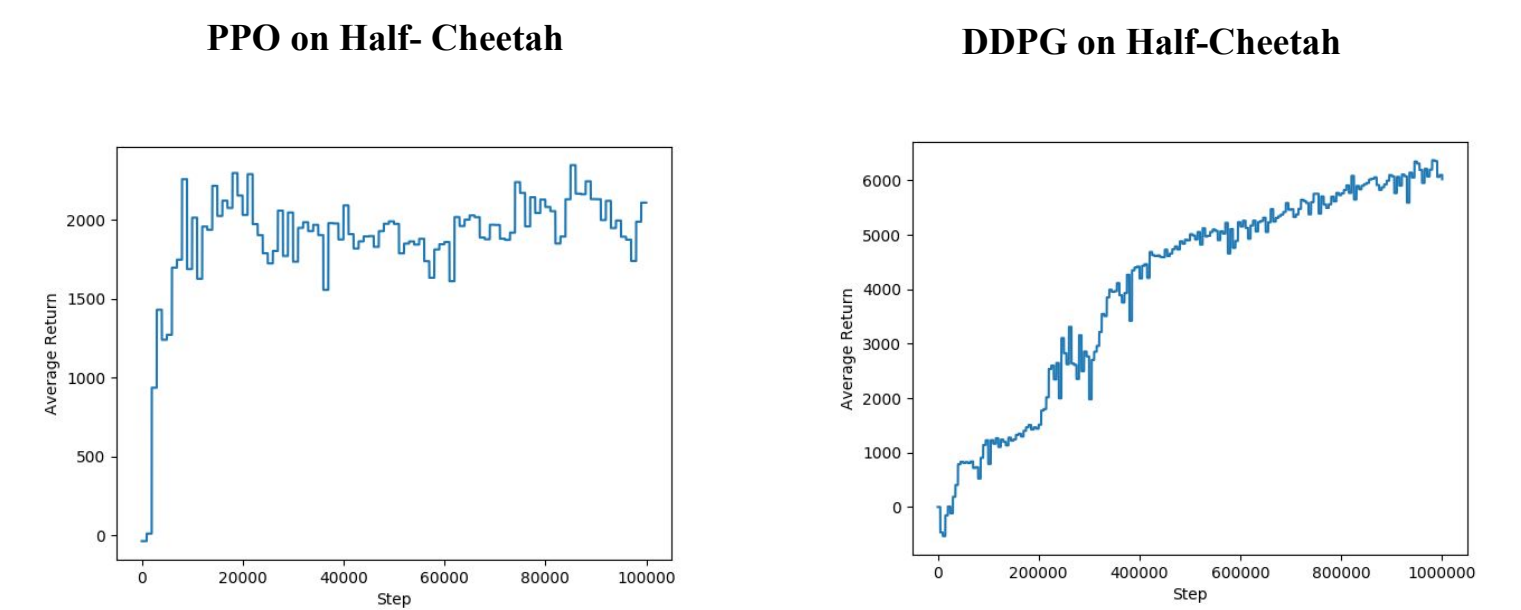 PPO on Half- Cheetah
DDPG on Half-Cheetah
2000
1500
1000
500
0
Average Return
0 20000 40000 60000 80000 100000
Step
6000
5000
4000
3000
2000
1000
0
Average Return
0 200000 400000 600000 800000 1000000
Step